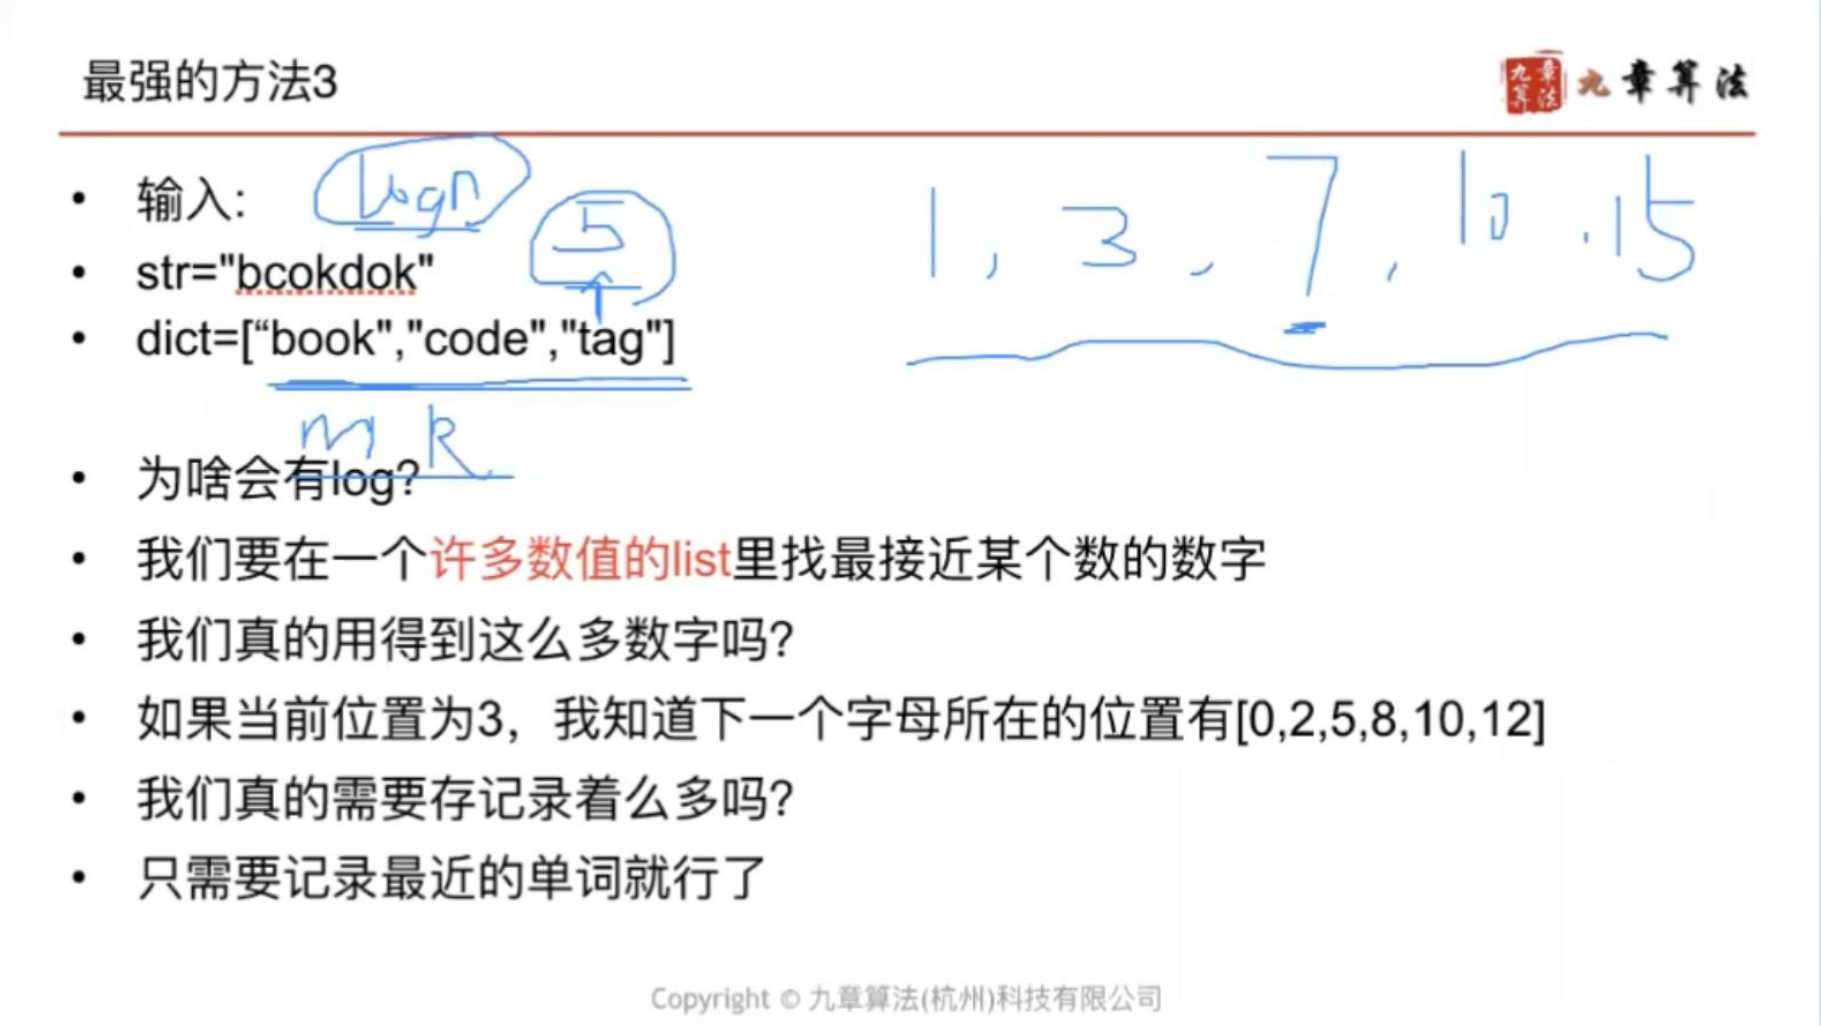 最强的方法3
九章算法
九章算法
输入:
logn
5
1, 3, 7, 10, 15
str="bcokdok"
dict=[“book","code","tag"]
m k
为啥会有log?
我们要在一个许多数值的list里找最接近某个数的数字
我们真的用得到这么多数字吗?
如果当前位置为3，我知道下一个字母所在的位置有[0,2,5,8,10,12]
我们真的需要存记录着么多吗?
只需要记录最近的单词就行了
Copyright © 九章算法(杭州)科技有限公司